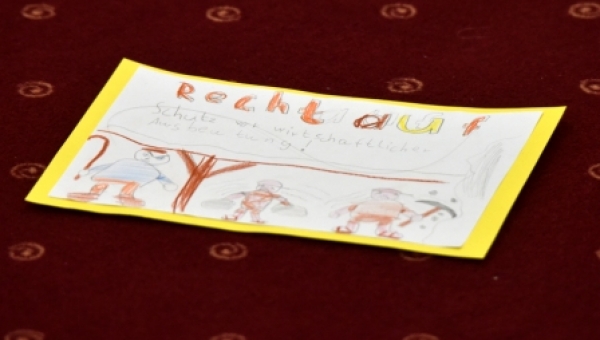 Recht auf
Schutz vor wirtschaftlicher
Ausbeutung!